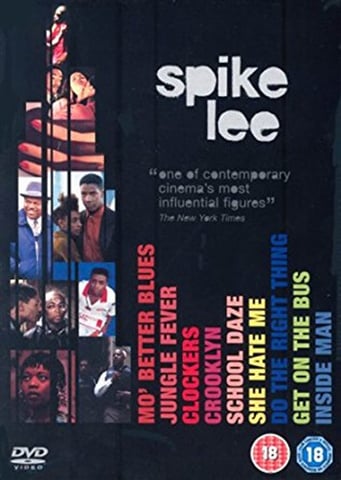 spike
lee
“one of contemporary
cinema's most
influential figures”
The New York Times
MO' BETTER BLUES
JUNGLE FEVER
CLOCKERS
CROOKLYN
SCHOOL DAZE
SHE HATE ME
DO THE RIGHT THING
GET ON THE BUS
INSIDE MAN
DVD
VIDEO
18
18